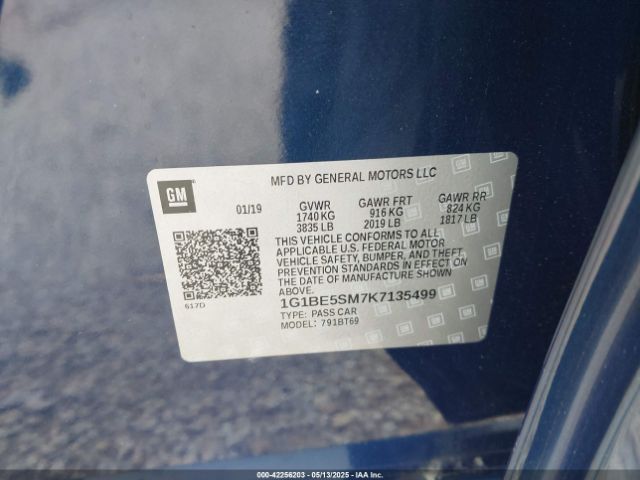 MFD BY GENERAL MOTORS LLC
GM
01/19
GVWR GAWR FRT GAWR RR
1740 KG 916 KG 824 KG
3835 LB 2019 LB 1817 LB
THIS VEHICLE CONFORMS TO ALL
APPLICABLE U.S. FEDERAL MOTOR
VEHICLE SAFETY, BUMPER, AND THEFT
PREVENTION STANDARDS IN EFFECT ON
THE DATE OF MANUFACTURE SHOWN
ABOVE.
617D
1G1BE5SM7K7135499
TYPE: PASS CAR
MODEL: 791BT69
000-42256203 - 05/13/2025 - IAA Inc.